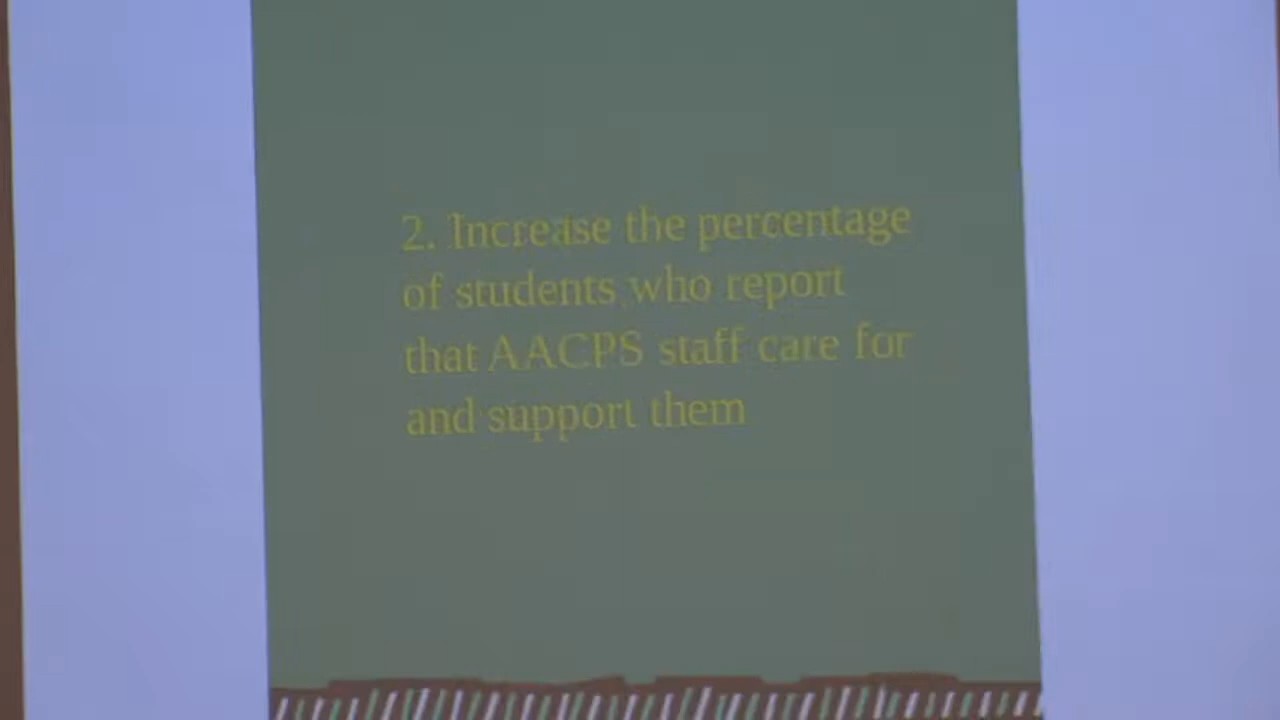 2. Increase the percentage
of students who report
that AACPS staff care for
and support them